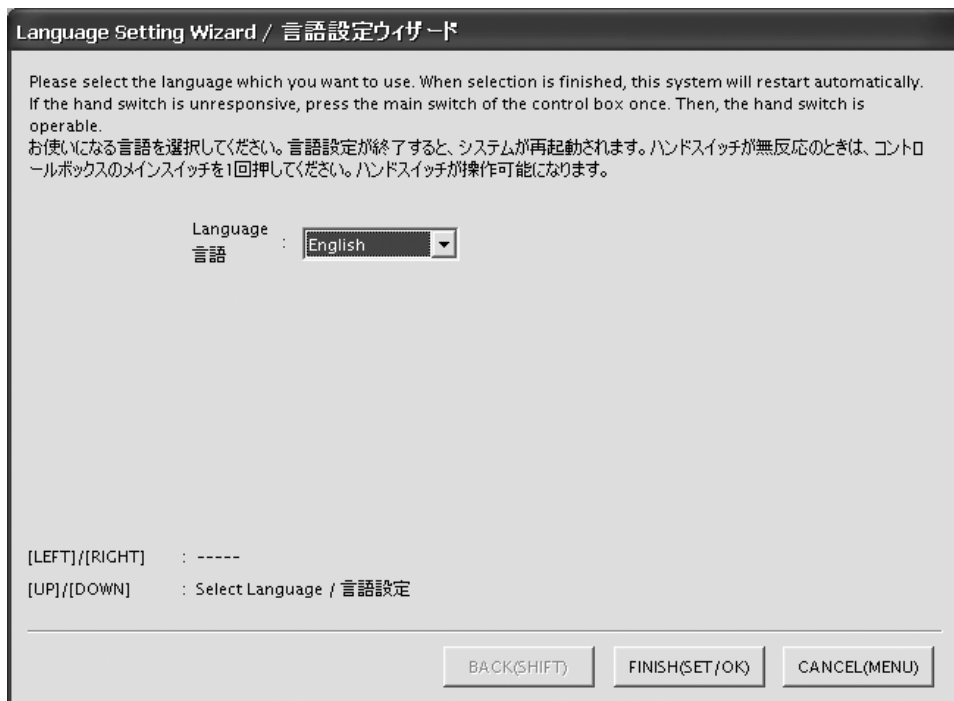 Language Setting Wizard / 言語設定ウィザード
Please select the language which you want to use. When selection is finished, this system will restart automatically.
If the hand switch is unresponsive, press the main switch of the control box once. Then, the hand switch is
operable.
お使いになる言語を選択してください。言語設定が終了すると、システムが再起動されます。ハンドスイッチが無反応のときは、コントロ
ールボックスのメインスイッチを1回押してください。ハンドスイッチが操作可能になります。
Language
言語 : English
[LEFT]/[RIGHT] : -----
[UP]/[DOWN] : Select Language / 言語設定
BACK(SHIFT) FINISH(SET/OK) CANCEL(MENU)